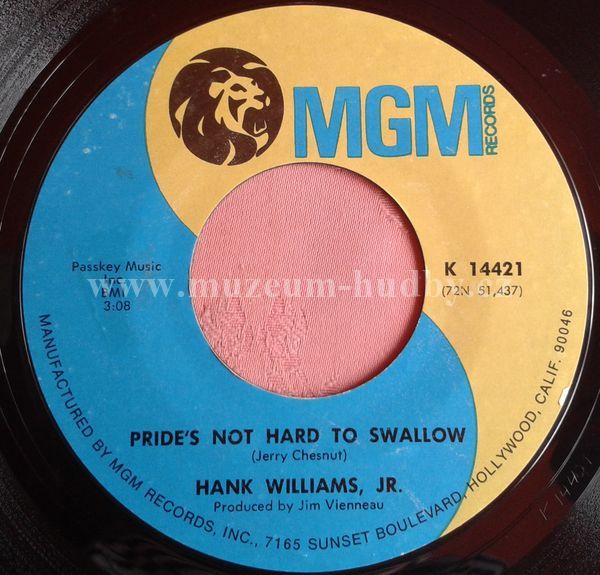 MGM
RECORDS
Passkey Music
Inc.
BMI
3:08
K 14421
(72N 51,437)
www.muzeum-hudby.
PRIDE'S NOT HARD TO SWALLOW
(Jerry Chesnut)
HANK WILLIAMS, JR.
Produced by Jim Vienneau
MANUFACTURED BY MGM RECORDS, INC., 7165 SUNSET BOULEVARD, HOLLYWOOD, CALIF. 90046
K 14421